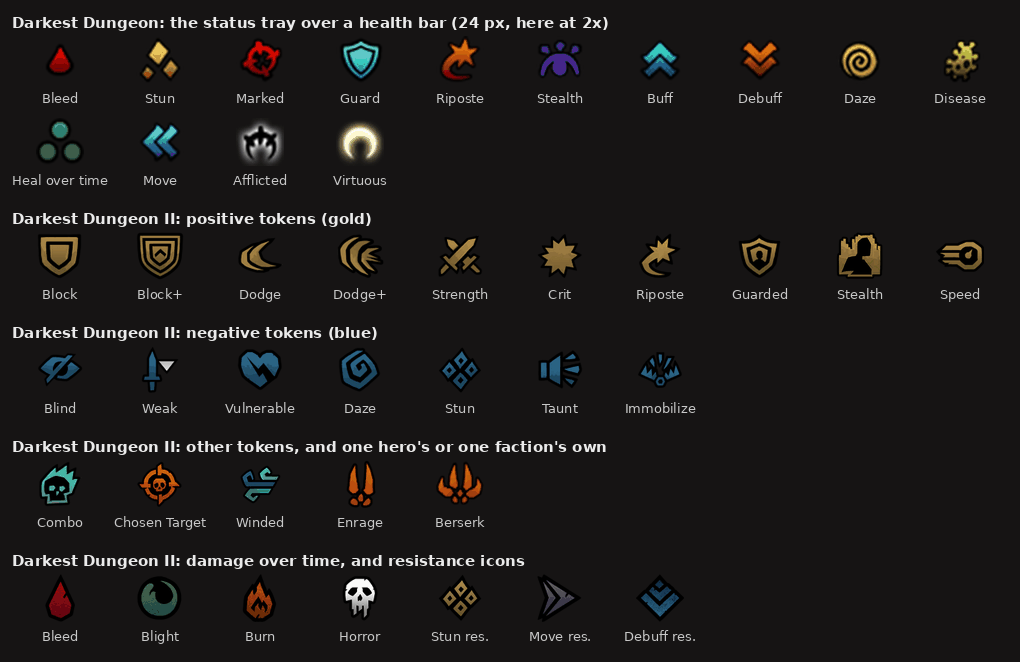 Darkest Dungeon: the status tray over a health bar (24 px, here at 2x)
Bleed Stun Marked Guard Riposte Stealth Buff Debuff Daze Disease
Heal over time Move Afflicted Virtuous
Darkest Dungeon II: positive tokens (gold)
Block Block+ Dodge Dodge+ Strength Crit Riposte Guarded Stealth Speed
Darkest Dungeon II: negative tokens (blue)
Blind Weak Vulnerable Daze Stun Taunt Immobilize
Darkest Dungeon II: other tokens, and one hero's or one faction's own
Combo Chosen Target Winded Enrage Berserk
Darkest Dungeon II: damage over time, and resistance icons
Bleed Blight Burn Horror Stun res. Move res. Debuff res.